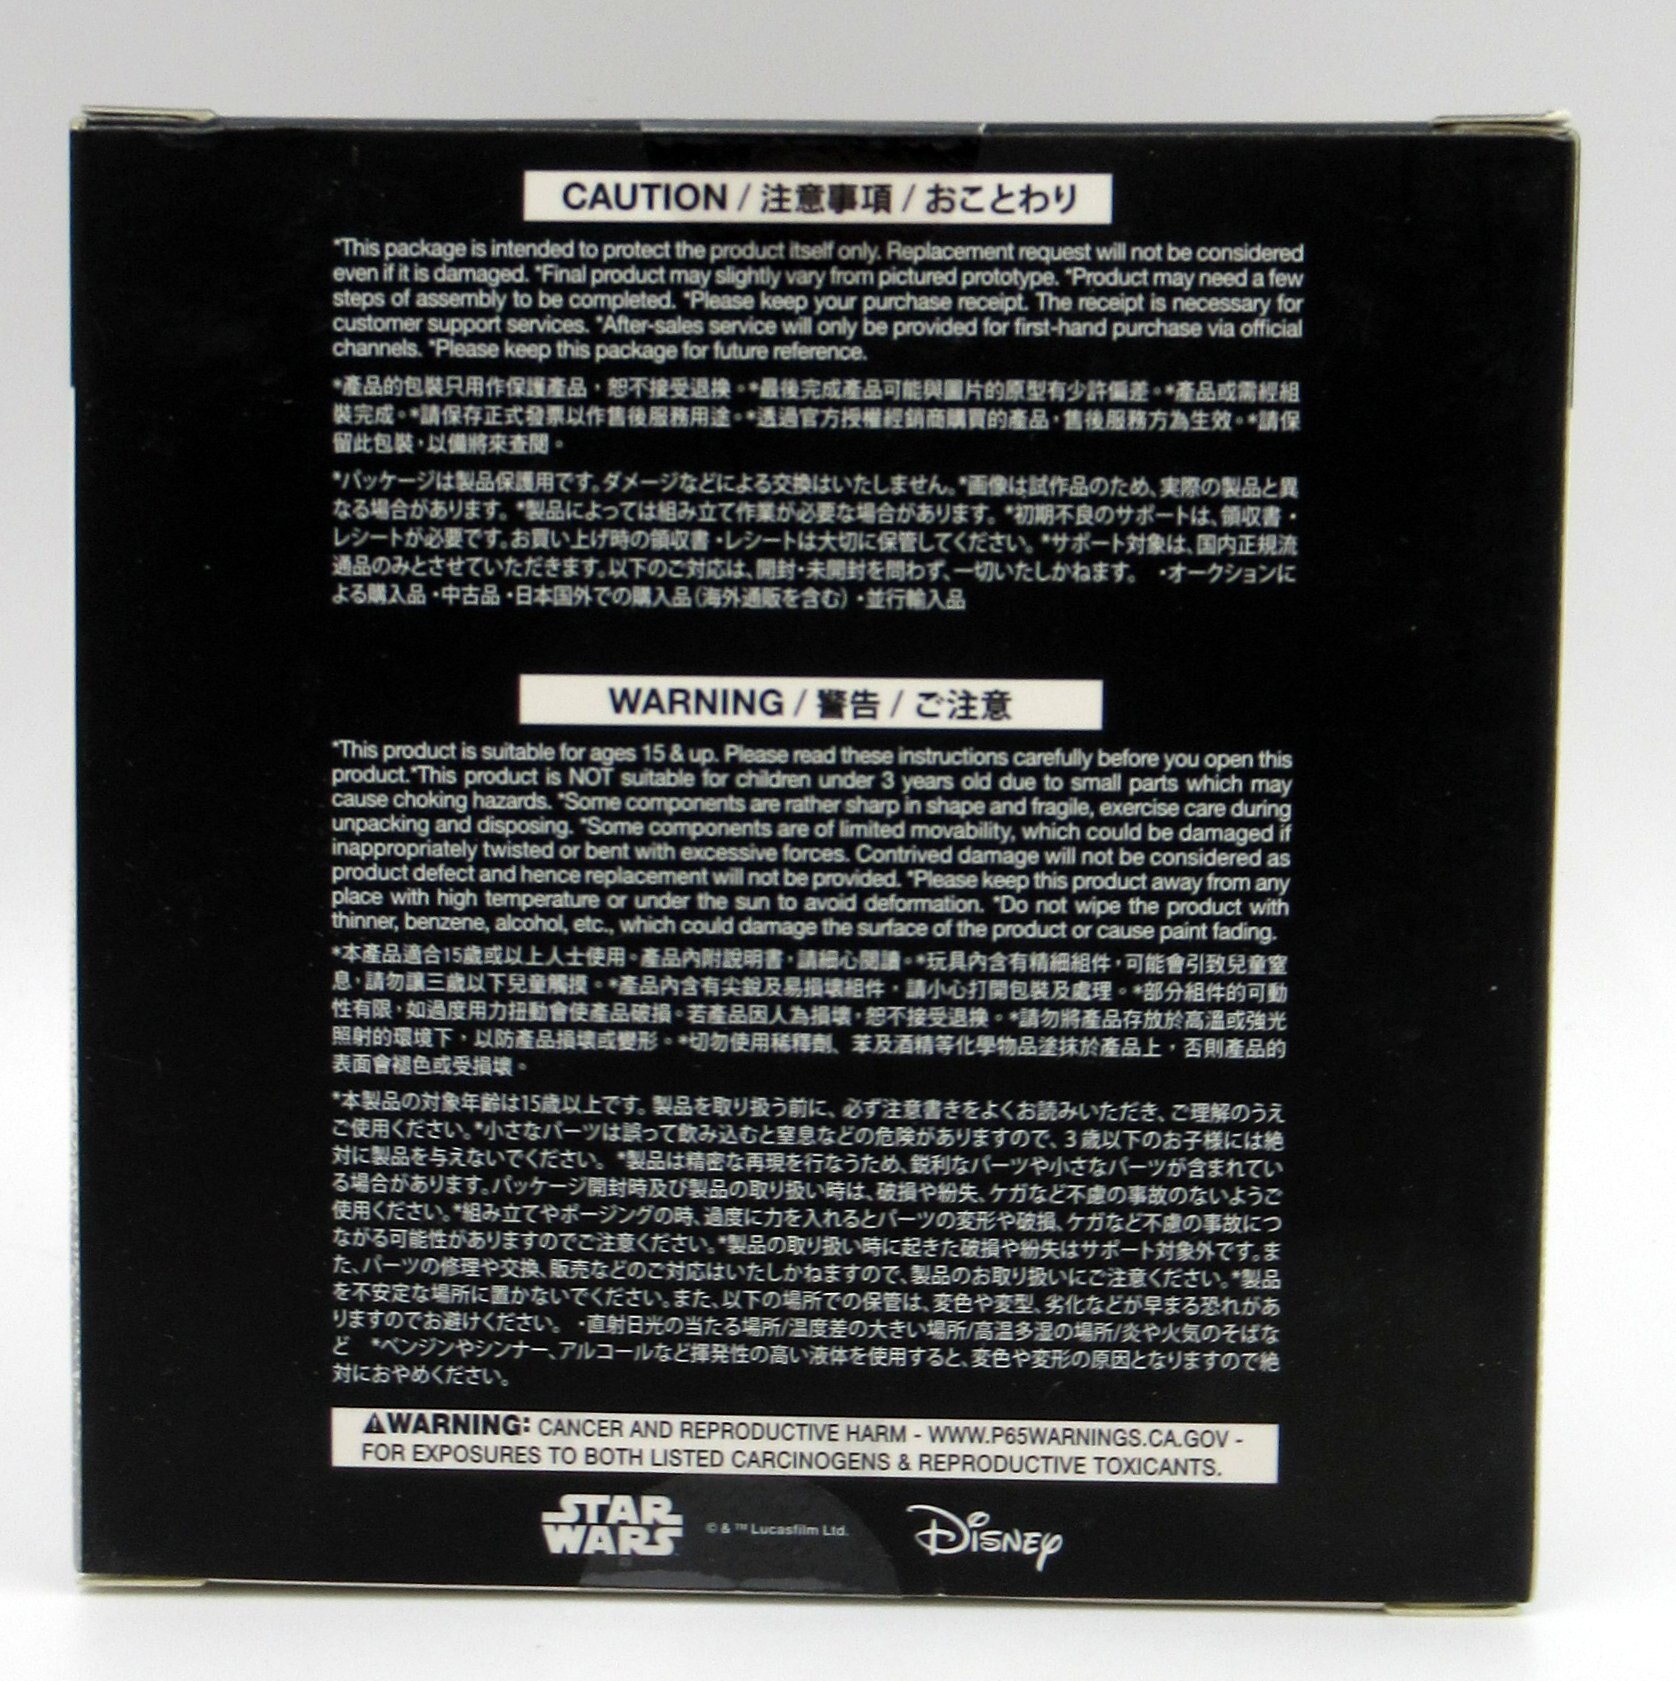 CAUTION / 注意事項 / おことわり
*This package is intended to protect the product itself only. Replacement request will not be considered
even if it is damaged. *Final product may slightly vary from pictured prototype. *Product may need a few
steps of assembly to be completed. *Please keep your purchase receipt. The receipt is necessary for
customer support services. *After-sales service will only be provided for first-hand purchase via official
channels. *Please keep this package for future reference.
*產品的包裝只用作保護產品，恕不接受退換。*最後完成產品可能與圖片的原型有少許偏差。*產品或需經組
裝完成。*請保存正式發票以作售後服務用途。*透過官方授權經銷商購買的產品，售後服務方為生效。*請保
留此包裝，以備將來查閱。
*パッケージは製品保護用です。ダメージなどによる交換はいたしません。*画像は試作品のため、実際の製品と異
なる場合があります。*製品によっては組み立て作業が必要な場合があります。*初期不良のサポートは、領収書・
レシートが必要です。お買い上げ時の領収書・レシートは大切に保管してください。*サポート対象は、国内正規流
通品のみとさせていただきます。以下のご対応は、開封・未開封を問わず、一切いたしかねます。 ・オークションに
よる購入品・中古品・日本国外での購入品（海外通販を含む）・並行輸入品
WARNING / 警告 / ご注意
*This product is suitable for ages 15 & up. Please read these instructions carefully before you open this
product.*This product is NOT suitable for children under 3 years old due to small parts which may
cause choking hazards. *Some components are rather sharp in shape and fragile, exercise care during
unpacking and disposing. *Some components are of limited movability, which could be damaged if
inappropriately twisted or bent with excessive forces. Contrived damage will not be considered as
product defect and hence replacement will not be provided. *Please keep this product away from any
place with high temperature or under the sun to avoid deformation. *Do not wipe the product with
thinner, benzene, alcohol, etc., which could damage the surface of the product or cause paint fading.
*本產品適合15歲或以上人士使用。產品內附說明書，請細心閱讀。*玩具內含有精細組件，可能會引致兒童窒
息，請勿讓三歲以下兒童觸摸。*產品內含有尖銳及易損壞組件，請小心打開包裝及處理。*部分組件的可動
性有限，如過度用力扭動會使產品破損。若產品因人為損壞，恕不接受退換。*請勿將產品存放於高溫或強光
照射的環境下，以防產品損壞或變形。*切勿使用稀釋劑、苯及酒精等化學物品塗抹於產品上，否則產品的
表面會褪色或受損壞。
*本製品の対象年齢は15歳以上です。製品を取り扱う前に、必ず注意書きをよくお読みいただき、ご理解のうえ
ご使用ください。*小さなパーツは誤って飲み込むと窒息などの危険がありますので、３歳以下のお子様には絶
対に製品を与えないでください。*製品は精密な再現を行なうため、鋭利なパーツや小さなパーツが含まれてい
る場合があります。パッケージ開封時及び製品の取り扱い時は、破損や紛失、ケガなど不慮の事故のないようご
使用ください。*組み立てやポージングの時、過度に力を入れるとパーツの変形や破損、ケガなど不慮の事故につ
ながる可能性がありますのでご注意ください。*製品の取り扱い時に起きた破損や紛失はサポート対象外です。ま
た、パーツの修理や交換、販売などのご対応はいたしかねますので、製品のお取り扱いにご注意ください。*製品
を不安定な場所に置かないでください。また、以下の場所での保管は、変色や変型、劣化などが早まる恐れがあ
りますのでお避けください。 ・直射日光の当たる場所/温度差の大きい場所/高温多湿の場所/炎や火気のそばな
ど *ベンジンやシンナー、アルコールなど揮発性の高い液体を使用すると、変色や変形の原因となりますので絶
対におやめください。
⚠WARNING: CANCER AND REPRODUCTIVE HARM - WWW.P65WARNINGS.CA.GOV -
FOR EXPOSURES TO BOTH LISTED CARCINOGENS & REPRODUCTIVE TOXICANTS.
STAR
WARS
© & ™ Lucasfilm Ltd.
DISNEY